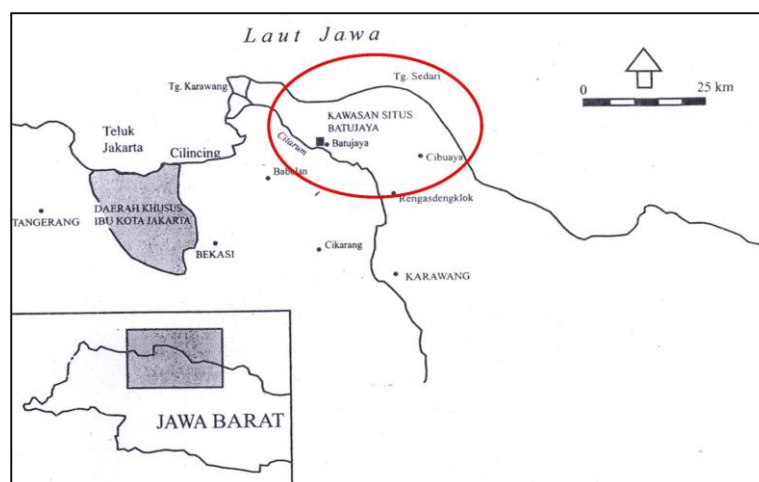 Laut Jawa
Tg. Sedari
0
25 km
Tg. Karawang
KAWASAN SITUS
BATUJAYA
Teluk
Jakarta
Cilincing
Citarum
Batujaya
Cibuaya
Babelan
Rengasdengklok
DAERAH KHUSUS
IBU KOTA JAKARTA
TANGERANG
BEKASI
Cikarang
KARAWANG
JAWA BARAT